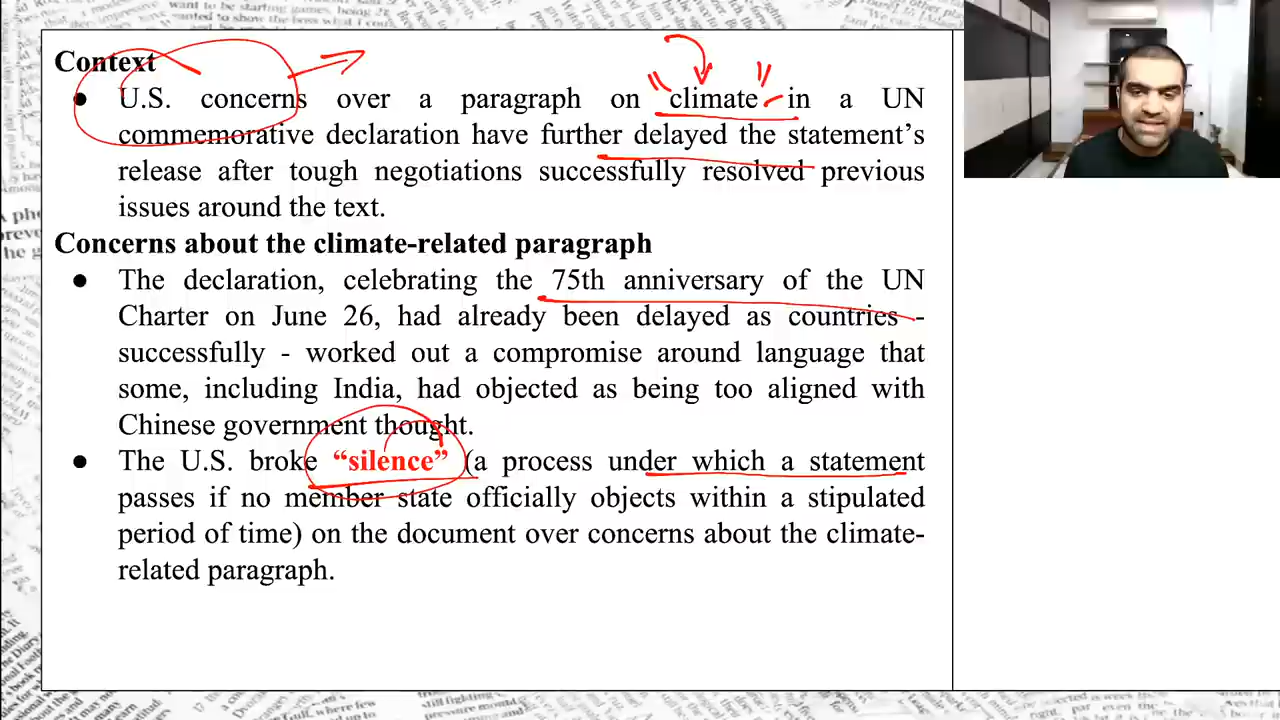 Context
● U.S. concerns over a paragraph on climate in a UN
commemorative declaration have further delayed the statement's
release after tough negotiations successfully resolved previous
issues around the text.
Concerns about the climate-related paragraph
● The declaration, celebrating the 75th anniversary of the UN
Charter on June 26, had already been delayed as countries -
successfully - worked out a compromise around language that
some, including India, had objected as being too aligned with
Chinese government thought.
● The U.S. broke “silence” (a process under which a statement
passes if no member state officially objects within a stipulated
period of time) on the document over concerns about the climate-
related paragraph.